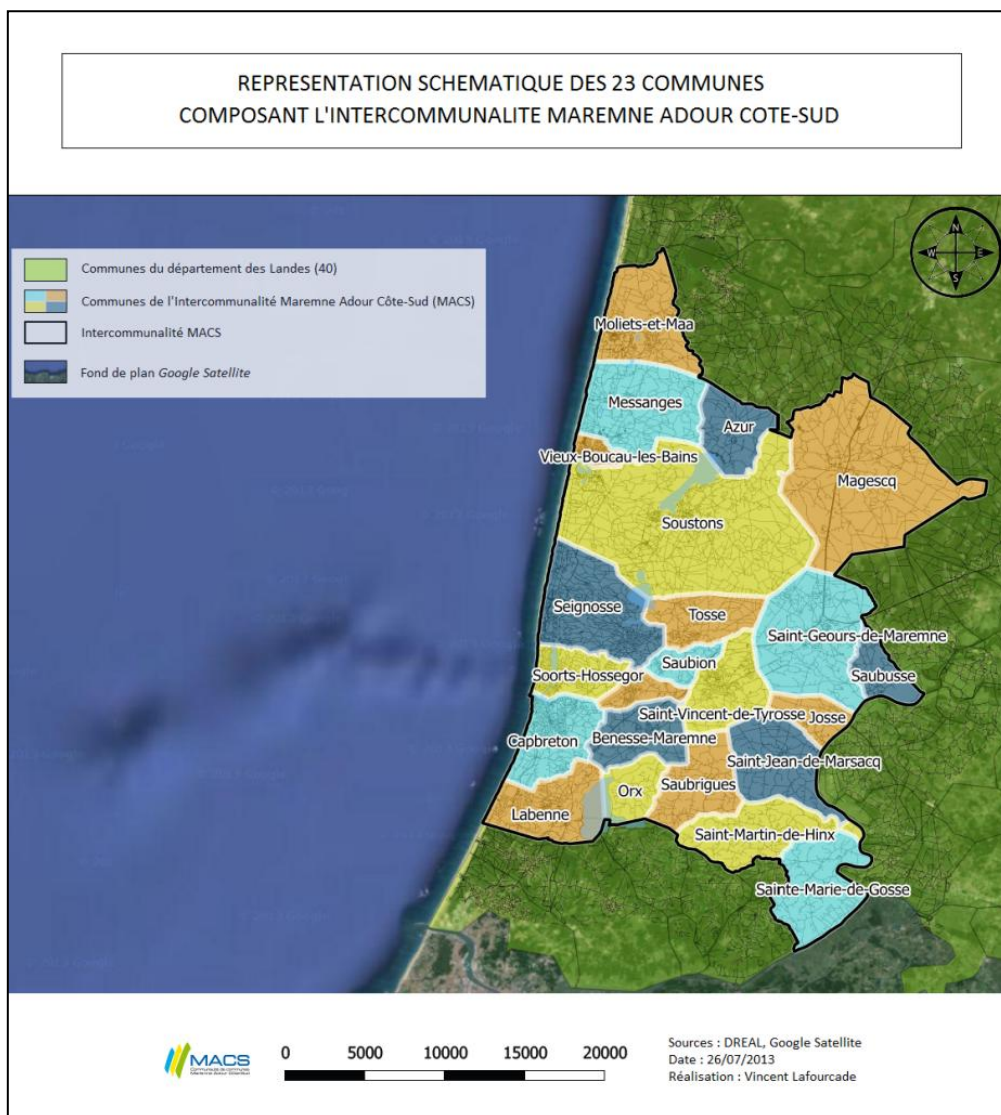 REPRESENTATION SCHEMATIQUE DES 23 COMMUNES
COMPOSANT L'INTERCOMMUNALITE MAREMNE ADOUR COTE-SUD
Communes du département des Landes (40)
Communes de l'Intercommunalité Maremne Adour Côte-Sud (MACS)
Intercommunalité MACS
Fond de plan Google Satellite
N
W
E
S
Moliets-et-Maa
Messanges
Azur
Vieux-Boucau-les-Bains
Magescq
Soustons
Seignosse
Tosse
Saint-Geours-de-Maremne
Saubion
Saubusse
Soorts-Hossegor
Saint-Vincent-de-Tyrosse
Josse
Capbreton
Benesse-Maremne
Saint-Jean-de-Marsacq
Orx
Saubrigues
Labenne
Saint-Martin-de-Hinx
Sainte-Marie-de-Gosse
MACS
0 5000 10000 15000 20000
Sources : DREAL, Google Satellite
Date : 26/07/2013
Réalisation : Vincent Lafourcade